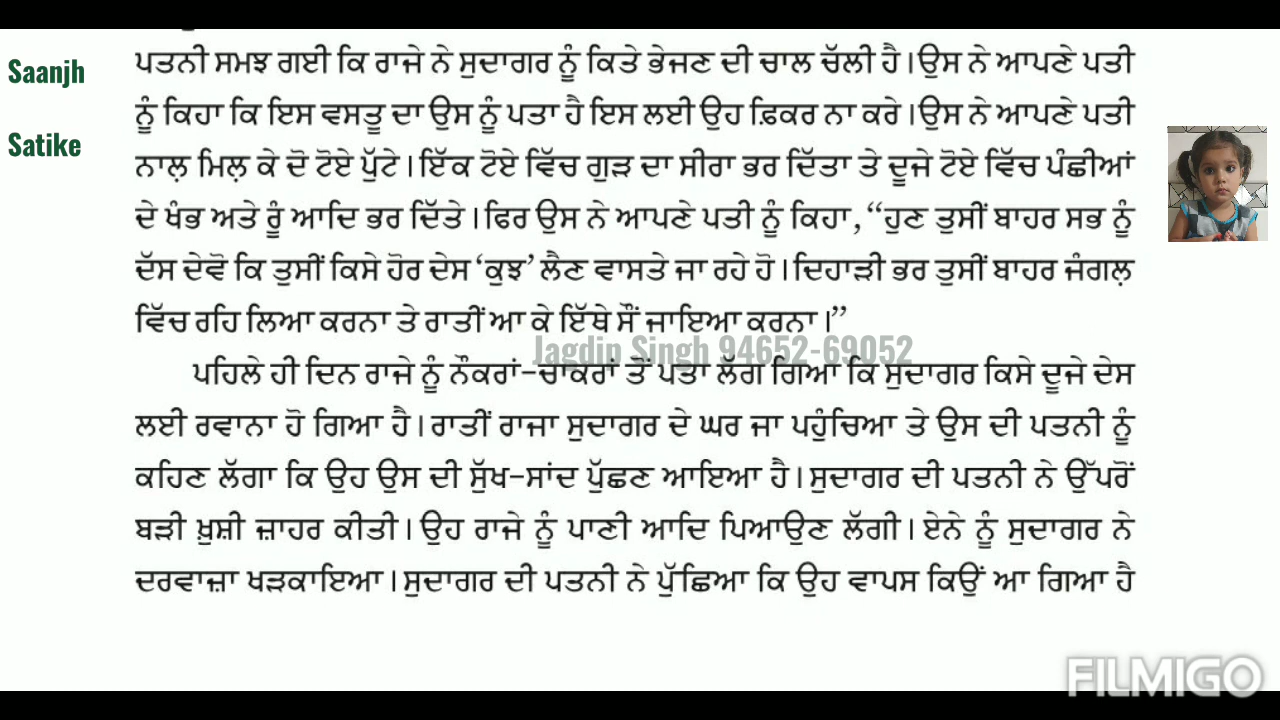 Saanjh
Satike
ਪਤਨੀ ਸਮਝ ਗਈ ਕਿ ਰਾਜੇ ਨੇ ਸੁਦਾਗਰ ਨੂੰ ਕਿਤੇ ਭੇਜਣ ਦੀ ਚਾਲ ਚੱਲੀ ਹੈ। ਉਸ ਨੇ ਆਪਣੇ ਪਤੀ
ਨੂੰ ਕਿਹਾ ਕਿ ਇਸ ਵਸਤੂ ਦਾ ਉਸ ਨੂੰ ਪਤਾ ਹੈ ਇਸ ਲਈ ਉਹ ਫ਼ਿਕਰ ਨਾ ਕਰੇ। ਉਸ ਨੇ ਆਪਣੇ ਪਤੀ
ਨਾਲ਼ ਮਿਲ਼ ਕੇ ਦੋ ਟੋਏ ਪੁੱਟੇ। ਇੱਕ ਟੋਏ ਵਿੱਚ ਗੁੜ ਦਾ ਸੀਰਾ ਭਰ ਦਿੱਤਾ ਤੇ ਦੂਜੇ ਟੋਏ ਵਿੱਚ ਪੰਛੀਆਂ
ਦੇ ਖੰਭ ਅਤੇ ਰੂੰ ਆਦਿ ਭਰ ਦਿੱਤੇ। ਫਿਰ ਉਸ ਨੇ ਆਪਣੇ ਪਤੀ ਨੂੰ ਕਿਹਾ, “ਹੁਣ ਤੁਸੀਂ ਬਾਹਰ ਸਭ ਨੂੰ
ਦੱਸ ਦੇਵੋ ਕਿ ਤੁਸੀਂ ਕਿਸੇ ਹੋਰ ਦੇਸ ‘ਕੁਝ’ ਲੈਣ ਵਾਸਤੇ ਜਾ ਰਹੇ ਹੋ। ਦਿਹਾੜੀ ਭਰ ਤੁਸੀਂ ਬਾਹਰ ਜੰਗਲ਼
ਵਿੱਚ ਰਹਿ ਲਿਆ ਕਰਨਾ ਤੇ ਰਾਤੀਂ ਆ ਕੇ ਇੱਥੇ ਸੌਂ ਜਾਇਆ ਕਰਨਾ।”
Jagdip Singh 94652-69052
ਪਹਿਲੇ ਹੀ ਦਿਨ ਰਾਜੇ ਨੂੰ ਨੌਕਰਾਂ-ਚਾਕਰਾਂ ਤੋਂ ਪਤਾ ਲੱਗ ਗਿਆ ਕਿ ਸੁਦਾਗਰ ਕਿਸੇ ਦੂਜੇ ਦੇਸ
ਲਈ ਰਵਾਨਾ ਹੋ ਗਿਆ ਹੈ। ਰਾਤੀਂ ਰਾਜਾ ਸੁਦਾਗਰ ਦੇ ਘਰ ਜਾ ਪਹੁੰਚਿਆ ਤੇ ਉਸ ਦੀ ਪਤਨੀ ਨੂੰ
ਕਹਿਣ ਲੱਗਾ ਕਿ ਉਹ ਉਸ ਦੀ ਸੁੱਖ-ਸਾਂਦ ਪੁੱਛਣ ਆਇਆ ਹੈ। ਸੁਦਾਗਰ ਦੀ ਪਤਨੀ ਨੇ ਉੱਪਰੋਂ
ਬੜੀ ਖ਼ੁਸ਼ੀ ਜ਼ਾਹਰ ਕੀਤੀ। ਉਹ ਰਾਜੇ ਨੂੰ ਪਾਣੀ ਆਦਿ ਪਿਆਉਣ ਲੱਗੀ। ਏਨੇ ਨੂੰ ਸੁਦਾਗਰ ਨੇ
ਦਰਵਾਜ਼ਾ ਖੜਕਾਇਆ। ਸੁਦਾਗਰ ਦੀ ਪਤਨੀ ਨੇ ਪੁੱਛਿਆ ਕਿ ਉਹ ਵਾਪਸ ਕਿਉਂ ਆ ਗਿਆ ਹੈ
FILMIGO